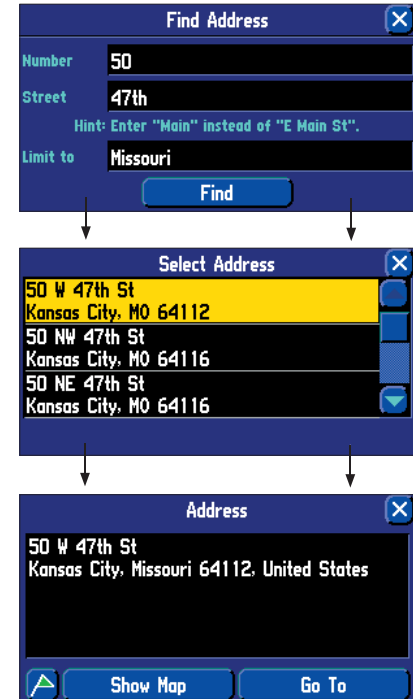 Find Address
Number 50
Street 47th
Hint: Enter "Main" instead of "E Main St".
Limit to Missouri
Find
Select Address
50 W 47th St
Kansas City, MO 64112
50 NW 47th St
Kansas City, MO 64116
50 NE 47th St
Kansas City, MO 64116
Address
50 W 47th St
Kansas City, Missouri 64112, United States
Show Map Go To